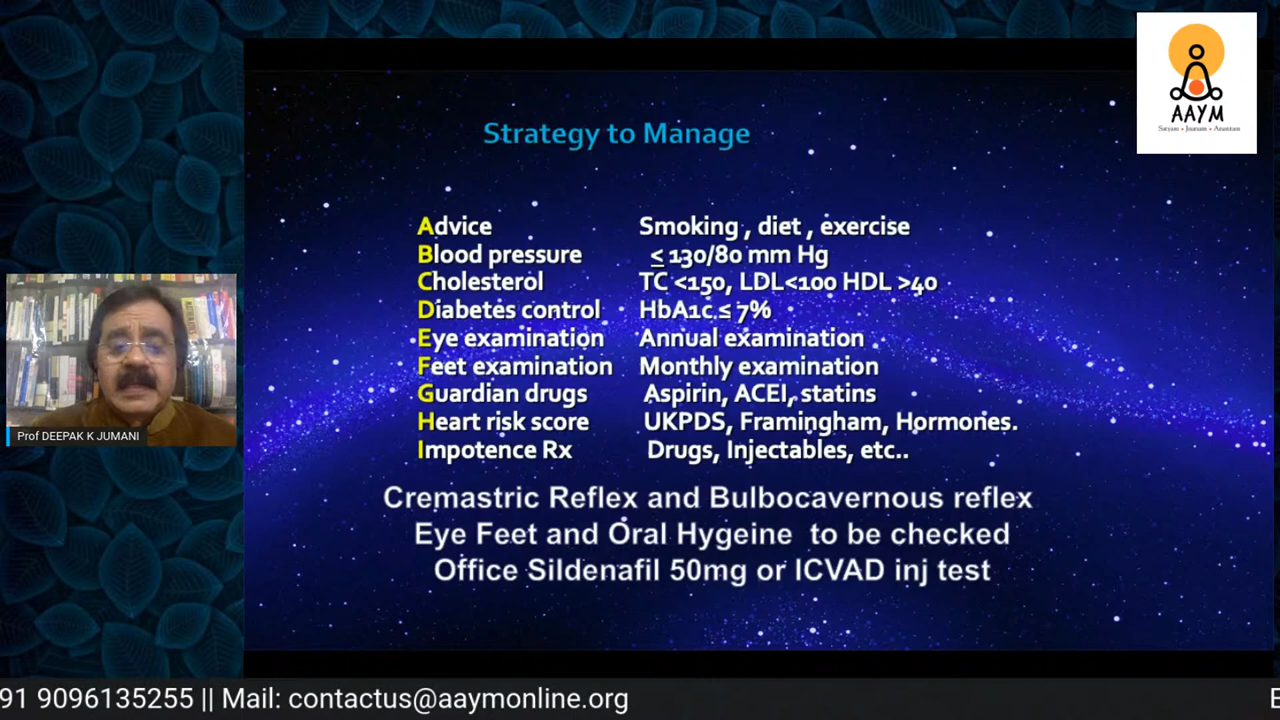 AAYM
Satyam • Jnanam • Anantam
Strategy to Manage
Advice Smoking , diet , exercise
Blood pressure ≤ 130/80 mm Hg
Cholesterol TC <150, LDL<100 HDL >40
Diabetes control HbA1c ≤ 7%
Eye examination Annual examination
Feet examination Monthly examination
Guardian drugs Aspirin, ACEI, statins
Heart risk score UKPDS, Framingham, Hormones.
Impotence Rx Drugs, Injectables, etc..
Cremastric Reflex and Bulbocavernous reflex
Eye Feet and Oral Hygeine to be checked
Office Sildenafil 50mg or ICVAD inj test
Prof DEEPAK K JUMANI
91 9096135255 || Mail: contactus@aaymonline.org E